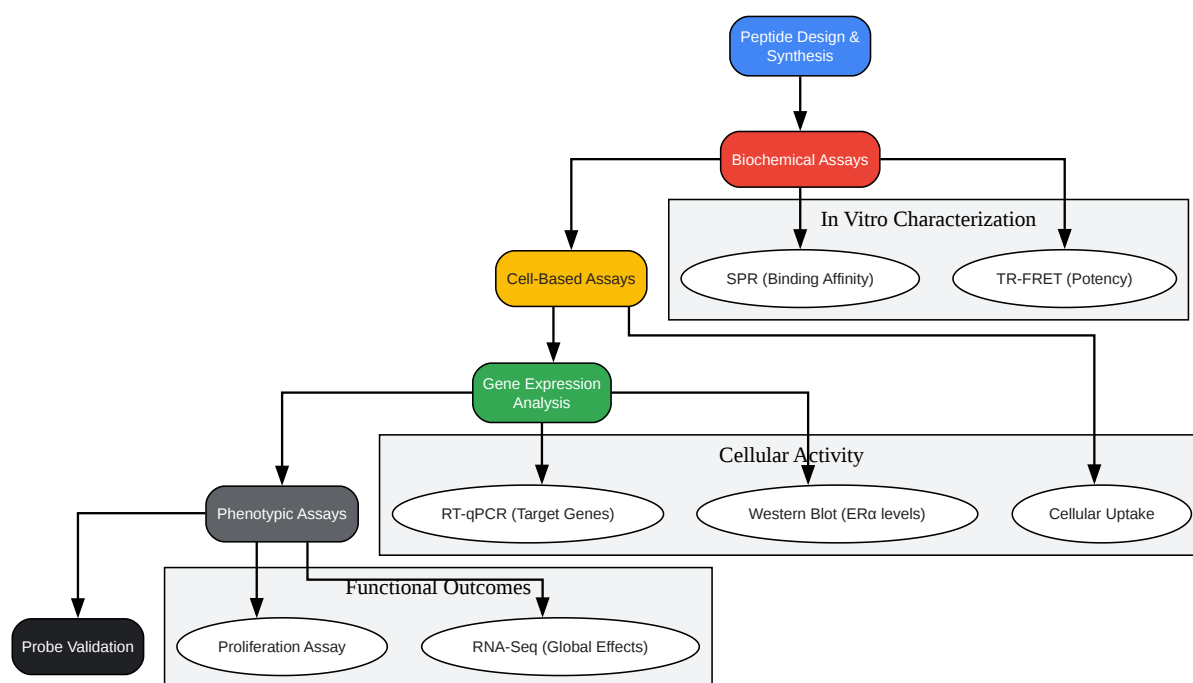 Peptide Design &
Synthesis
Biochemical Assays
In Vitro Characterization
Cell-Based Assays
SPR (Binding Affinity)
TR-FRET (Potency)
Gene Expression
Analysis
Cellular Activity
Phenotypic Assays
RT-qPCR (Target Genes)
Western Blot (ERα levels)
Cellular Uptake
Functional Outcomes
Probe Validation
Proliferation Assay
RNA-Seq (Global Effects)